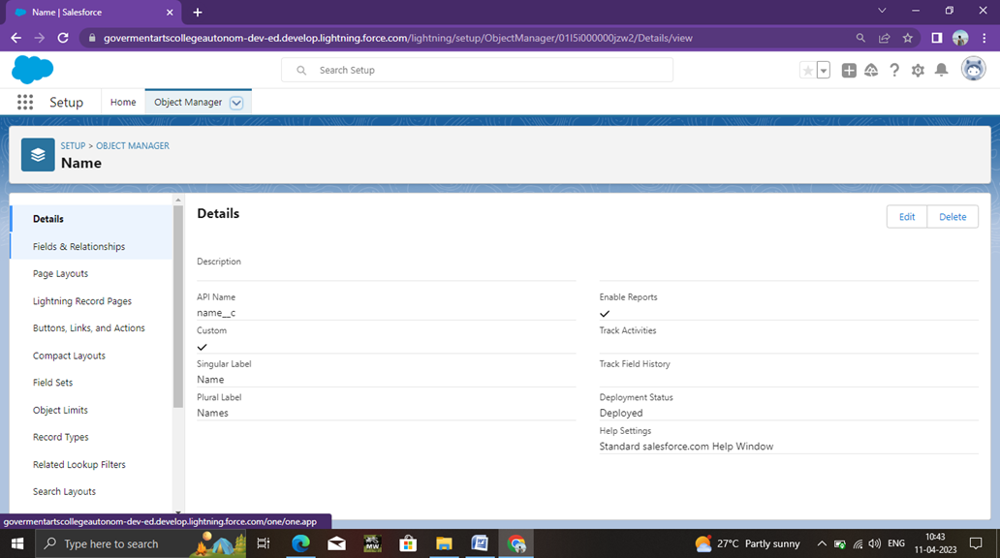 Name | Salesforce
govermentartscollegeautonom-dev-ed.develop.lightning.force.com/lightning/setup/ObjectManager/01I5i000000jzw2/Details/view
Search Setup
Setup
Home
Object Manager
SETUP > OBJECT MANAGER
Name
Details
Fields & Relationships
Page Layouts
Lightning Record Pages
Buttons, Links, and Actions
Compact Layouts
Field Sets
Object Limits
Record Types
Related Lookup Filters
Search Layouts
Details
Edit
Delete
Description
API Name
name__c
Custom
Singular Label
Name
Plural Label
Names
Enable Reports
Track Activities
Track Field History
Deployment Status
Deployed
Help Settings
Standard salesforce.com Help Window
govermentartscollegeautonom-dev-ed.develop.lightning.force.com/one/one.app
Type here to search
MW
27°C Partly sunny
ENG
10:43
11-04-2023